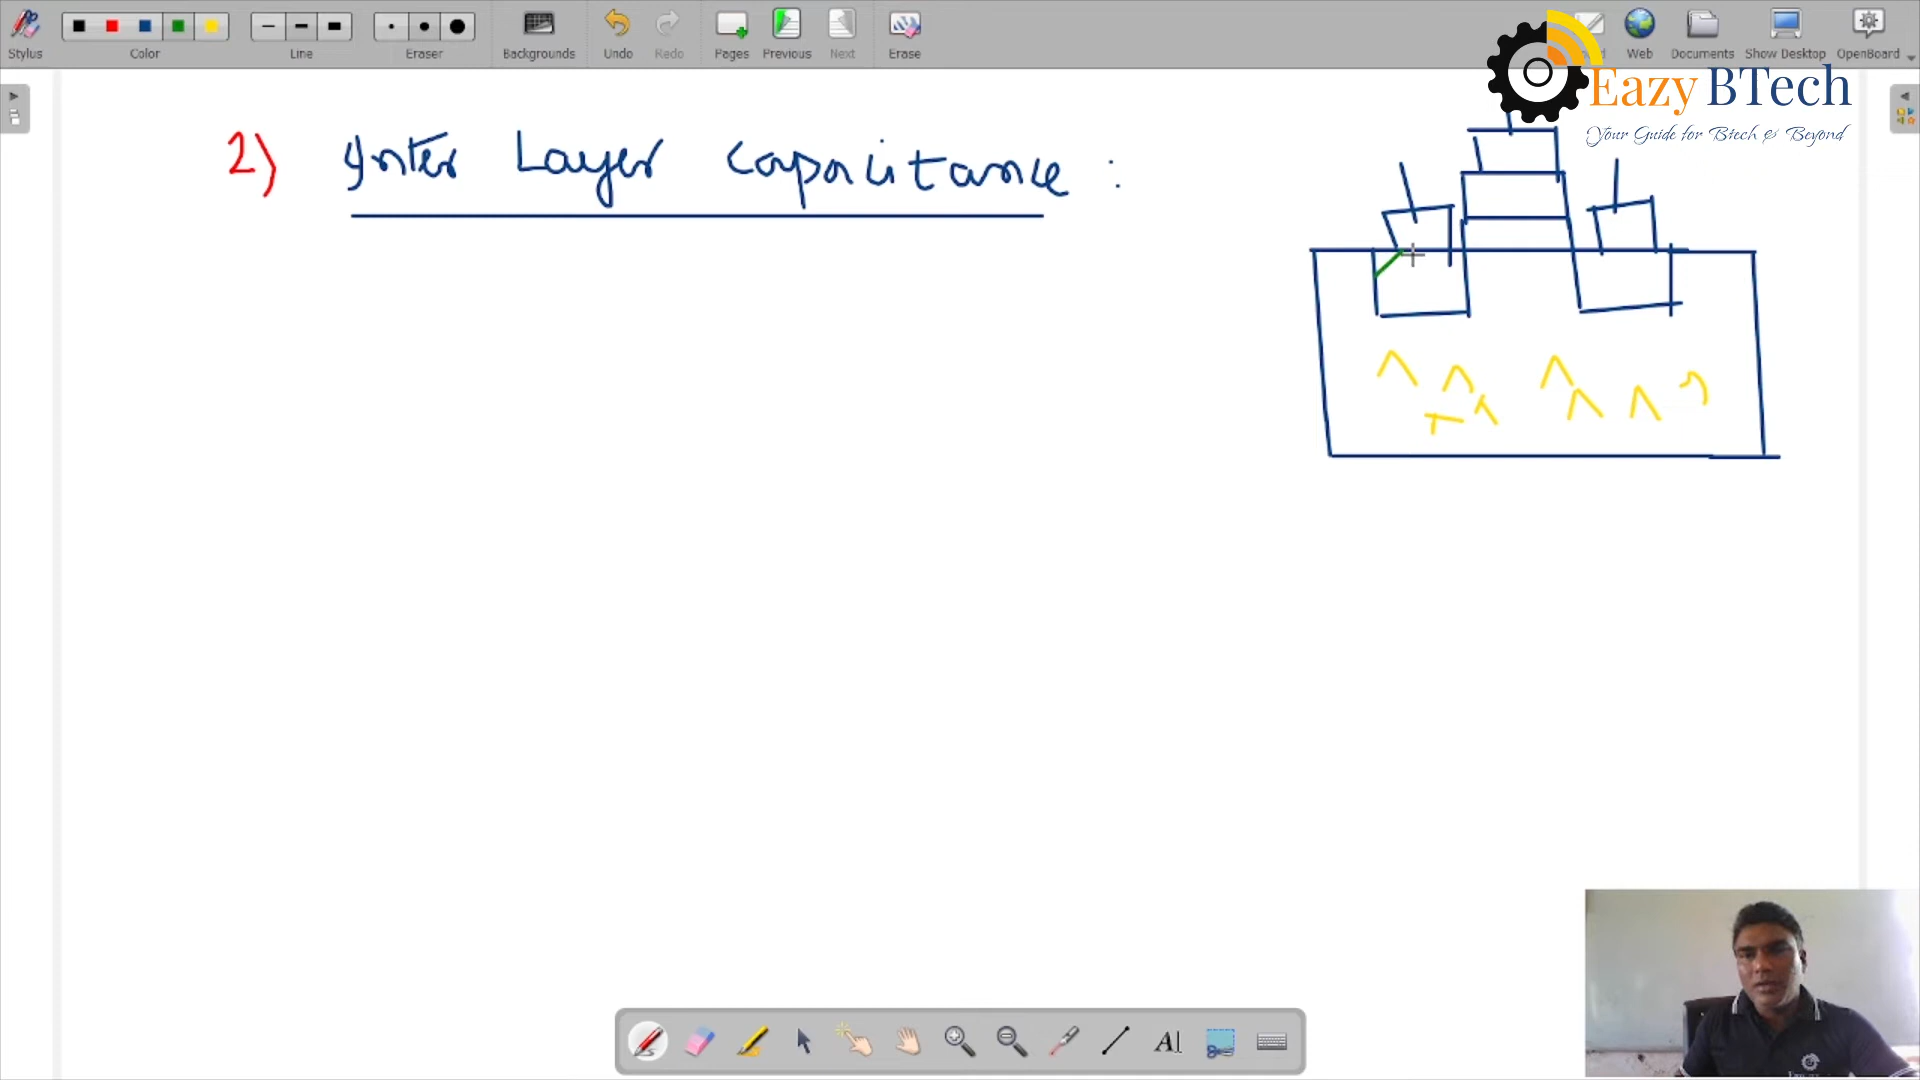 Stylus
Color
Line
Eraser
Backgrounds
Undo
Redo
Pages
Previous
Next
Erase
Web
Documents
Show Desktop
OpenBoard
Eazy BTech
Your Guide for Btech & Beyond
2) Inter Layer Capacitance :